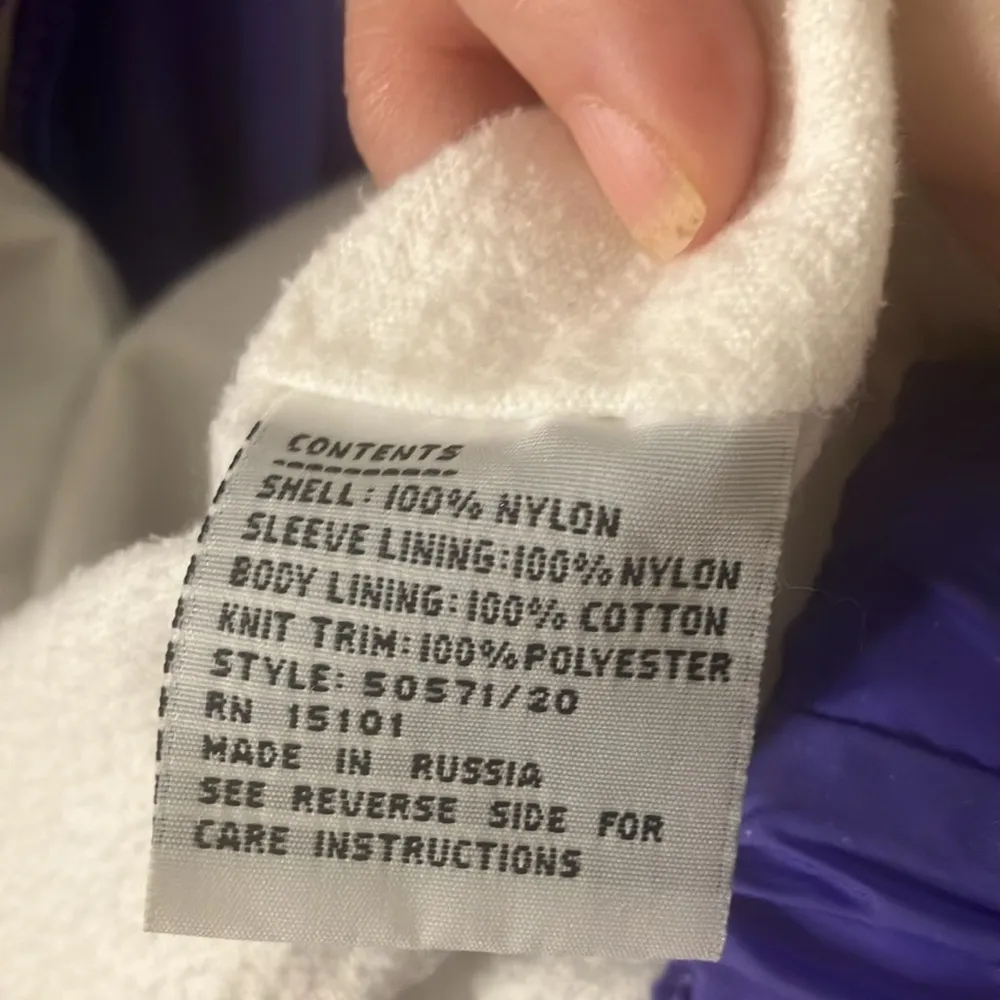 CONTENTS
SHELL: 100% NYLON
SLEEVE LINING:100% NYLON
BODY LINING: 100% COTTON
KNIT TRIM:100% POLYESTER
STYLE: 50571/20
RN 15101
MADE IN RUSSIA
SEE REVERSE SIDE FOR
CARE INSTRUCTIONS